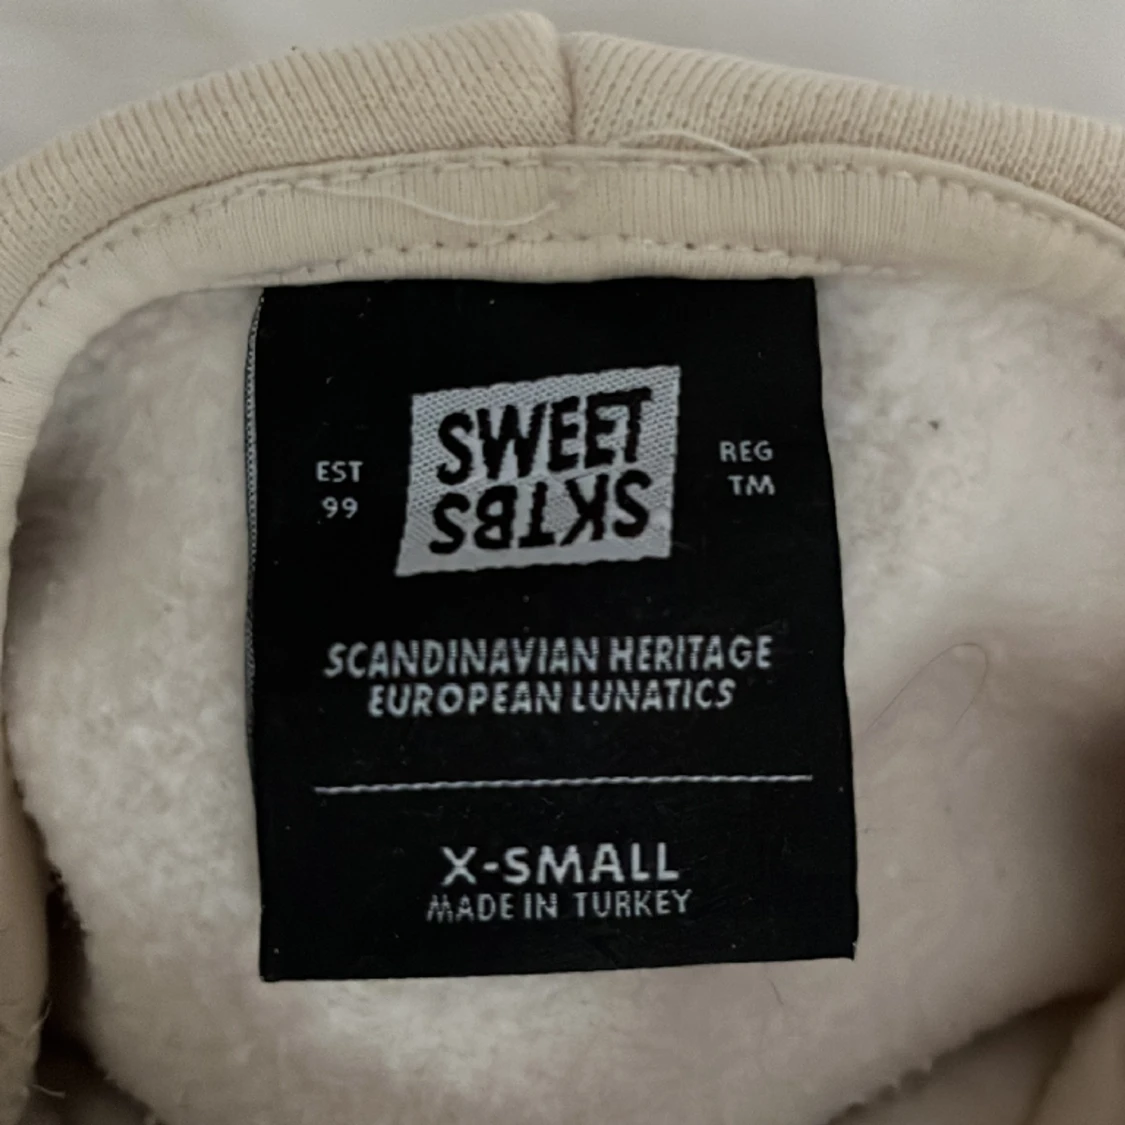 SWEET
SKTBS
EST
99
REG
TM
SCANDINAVIAN HERITAGE
EUROPEAN LUNATICS
X-SMALL
MADE IN TURKEY